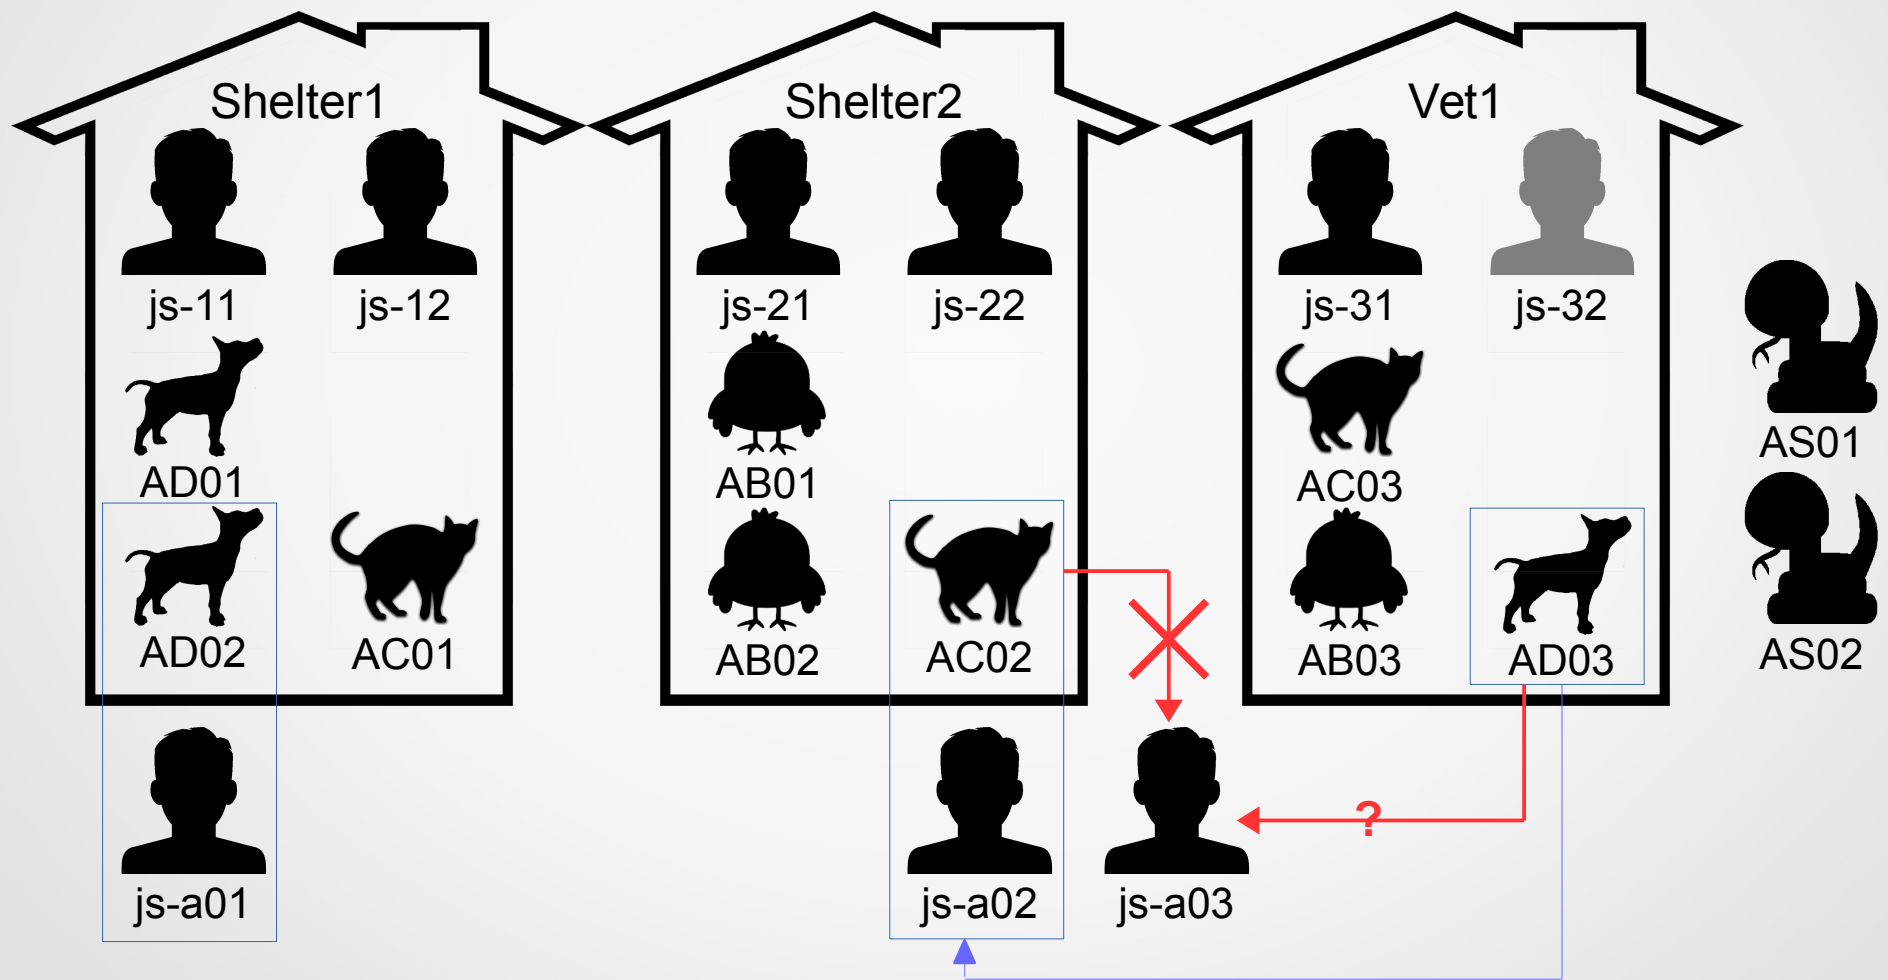 Shelter1
Shelter2
Vet1
js-11
js-12
js-21
js-22
js-31
js-32
AD01
AB01
AC03
AS01
AD02
AC01
AB02
AC02
AB03
AD03
AS02
?
js-a01
js-a02
js-a03